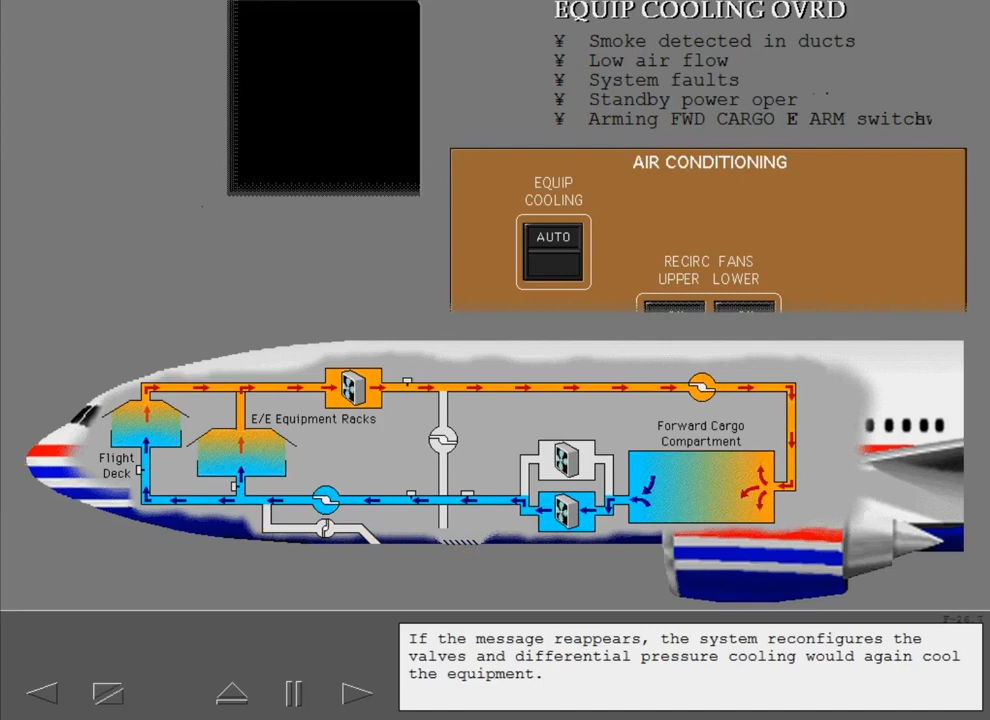 EQUIP COOLING OVRD
¥ Smoke detected in ducts
¥ Low air flow
¥ System faults
¥ Standby power oper
¥ Arming FWD CARGO E ARM switch
AIR CONDITIONING
EQUIP
COOLING
AUTO
RECIRC FANS
UPPER LOWER
E/E Equipment Racks
Forward Cargo
Compartment
Flight
Deck
If the message reappears, the system reconfigures the
valves and differential pressure cooling would again cool
the equipment.